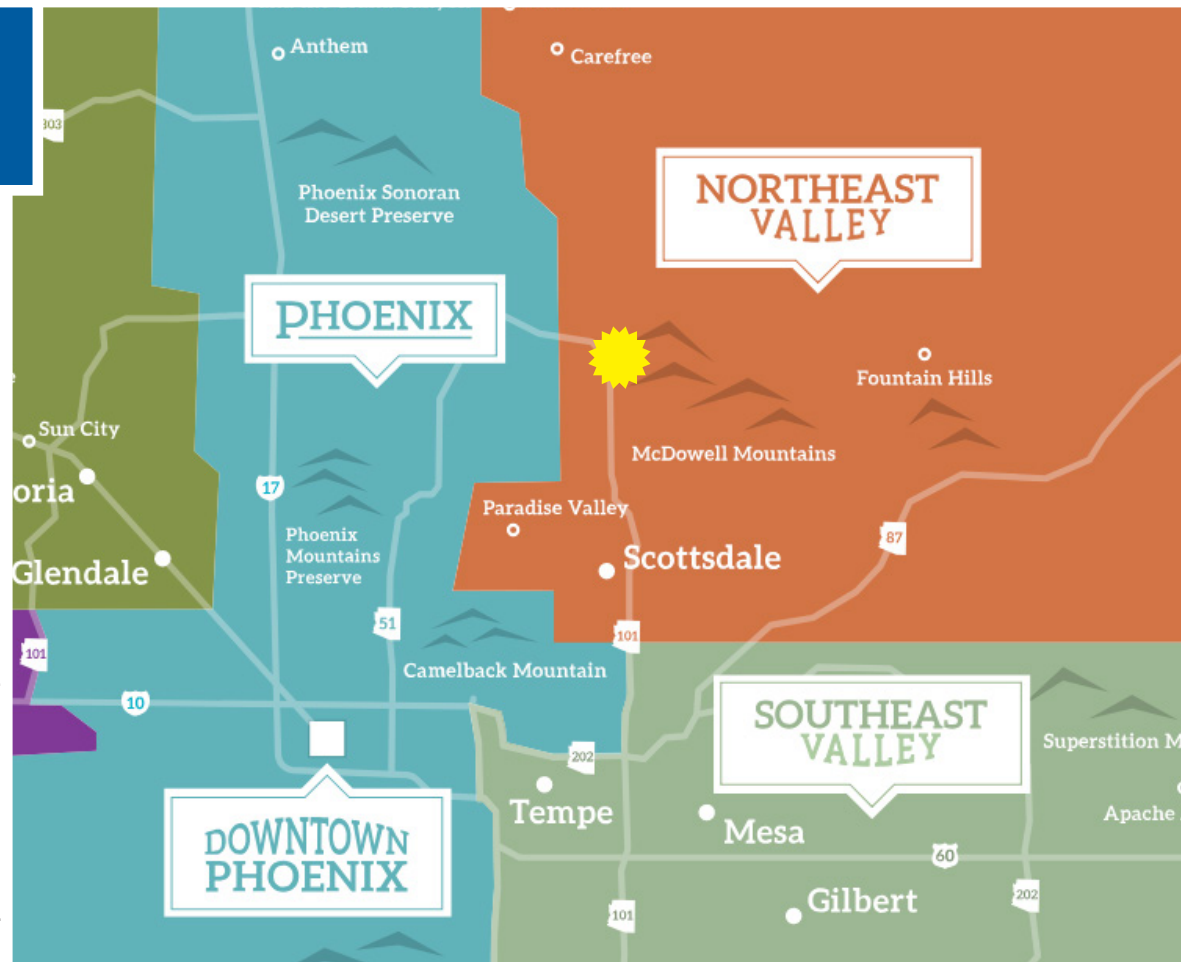 Anthem
Carefree
303
Phoenix Sonoran
Desert Preserve
NORTHEAST
VALLEY
PHOENIX
Fountain Hills
Sun City
McDowell Mountains
oria
17
Paradise Valley
Phoenix
Mountains
Preserve
87
Scottsdale
Glendale
51
101
101
Camelback Mountain
10
SOUTHEAST
VALLEY
202
Superstition M
Tempe
Mesa
Apache
DOWNTOWN
PHOENIX
60
Gilbert
202
101